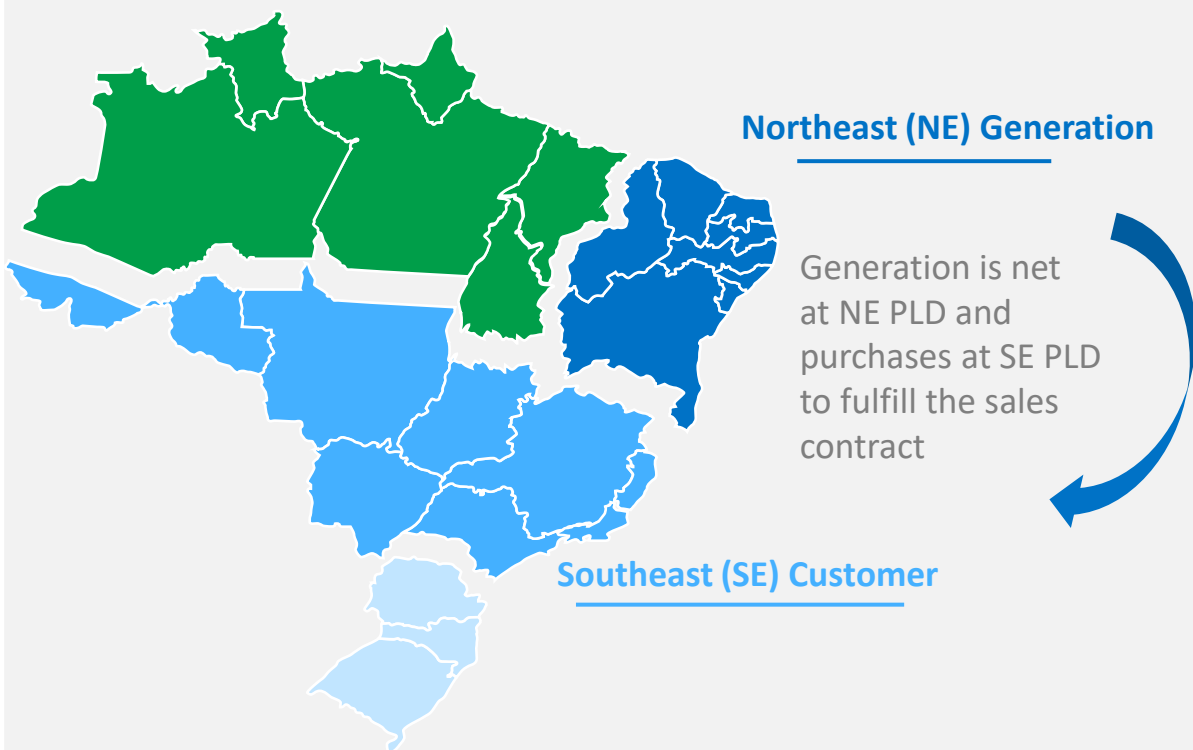 Northeast (NE) Generation
Generation is net
at NE PLD and
purchases at SE PLD
to fulfill the sales
contract
Southeast (SE) Customer